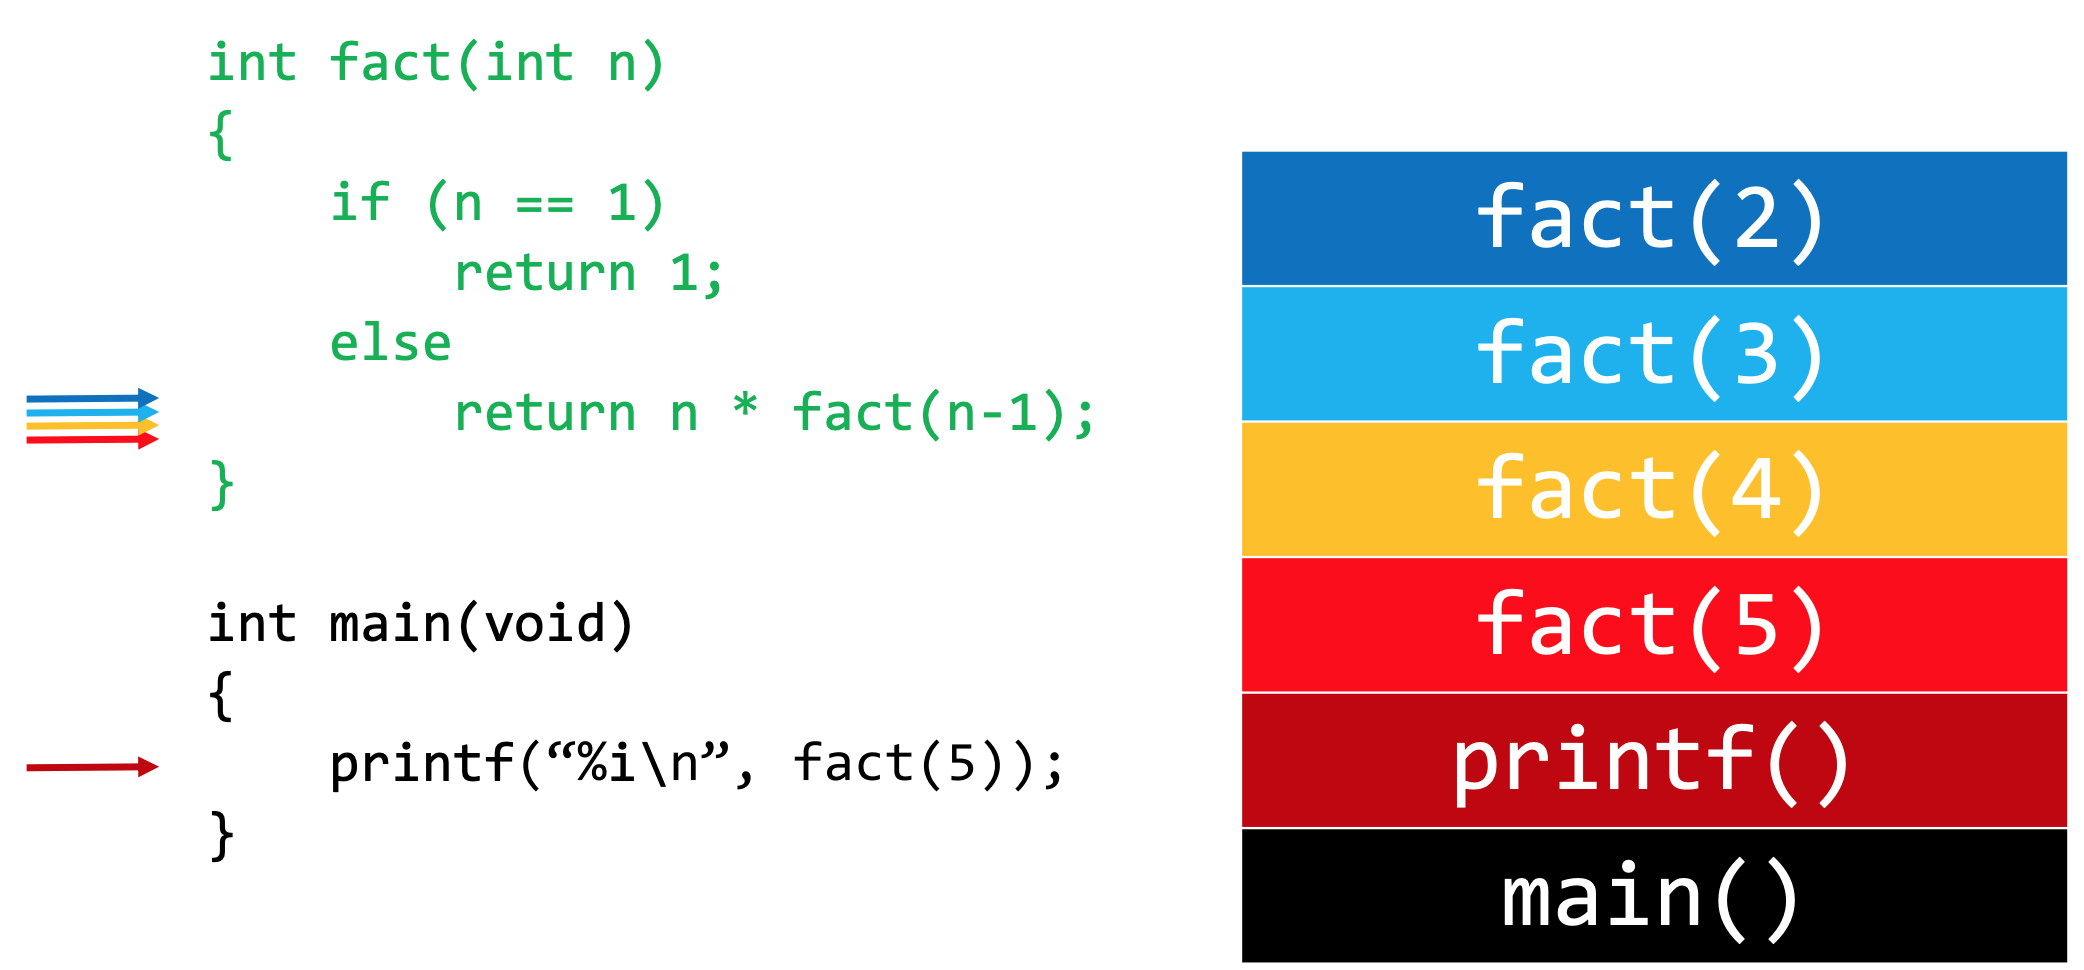 int fact(int n)
{
    if (n == 1)
        return 1;
    else
        return n * fact(n-1);
}
int main(void)
{
    printf(“%i\n”, fact(5));
}
fact(2)
fact(3)
fact(4)
fact(5)
printf()
main()